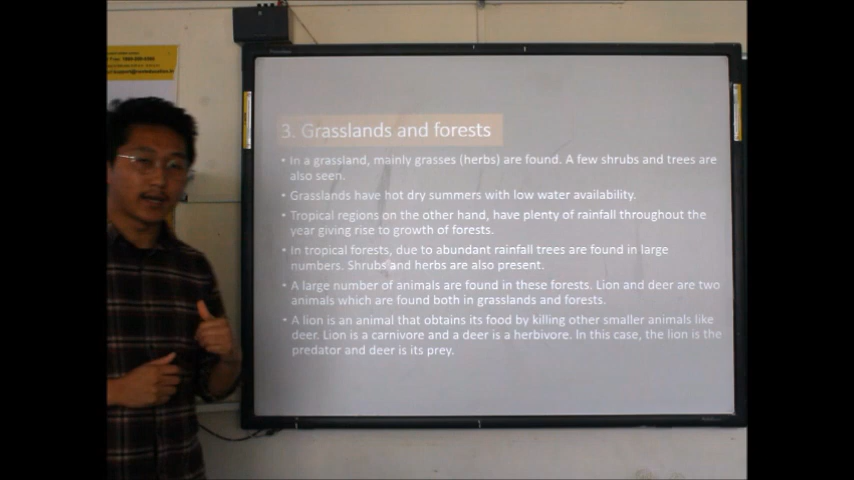 3. Grasslands and forests
• In a grassland, mainly grasses (herbs) are found. A few shrubs and trees are
also seen.
• Grasslands have hot dry summers with low water availability.
• Tropical regions on the other hand, have plenty of rainfall throughout the
year giving rise to growth of forests.
• In tropical forests, due to abundant rainfall trees are found in large
numbers. Shrubs and herbs are also present.
• A large number of animals are found in these forests. Lion and deer are two
animals which are found both in grasslands and forests.
• A lion is an animal that obtains its food by killing other smaller animals like
deer. Lion is a carnivore and a deer is a herbivore. In this case, the lion is the
predator and deer is its prey.